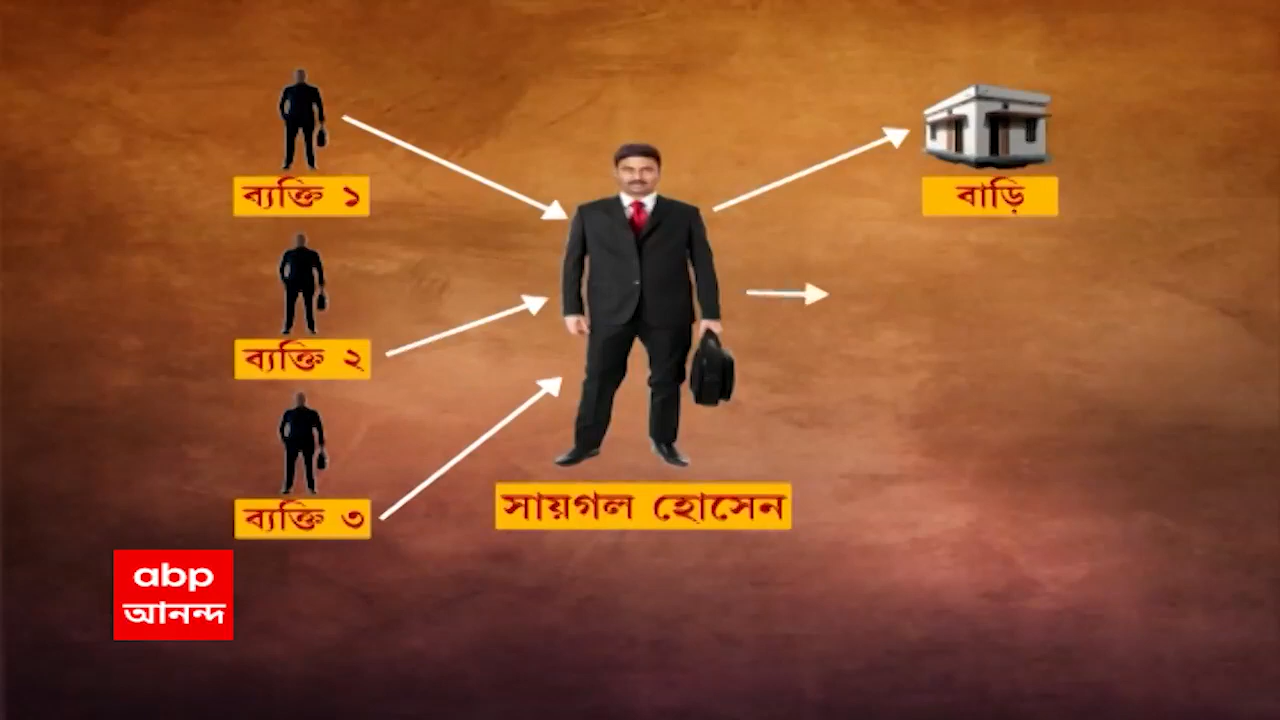 ব্যক্তি ১
বাড়ি
ব্যক্তি ২
ব্যক্তি ৩
সায়গল হোসেন
abp
আনন্দ